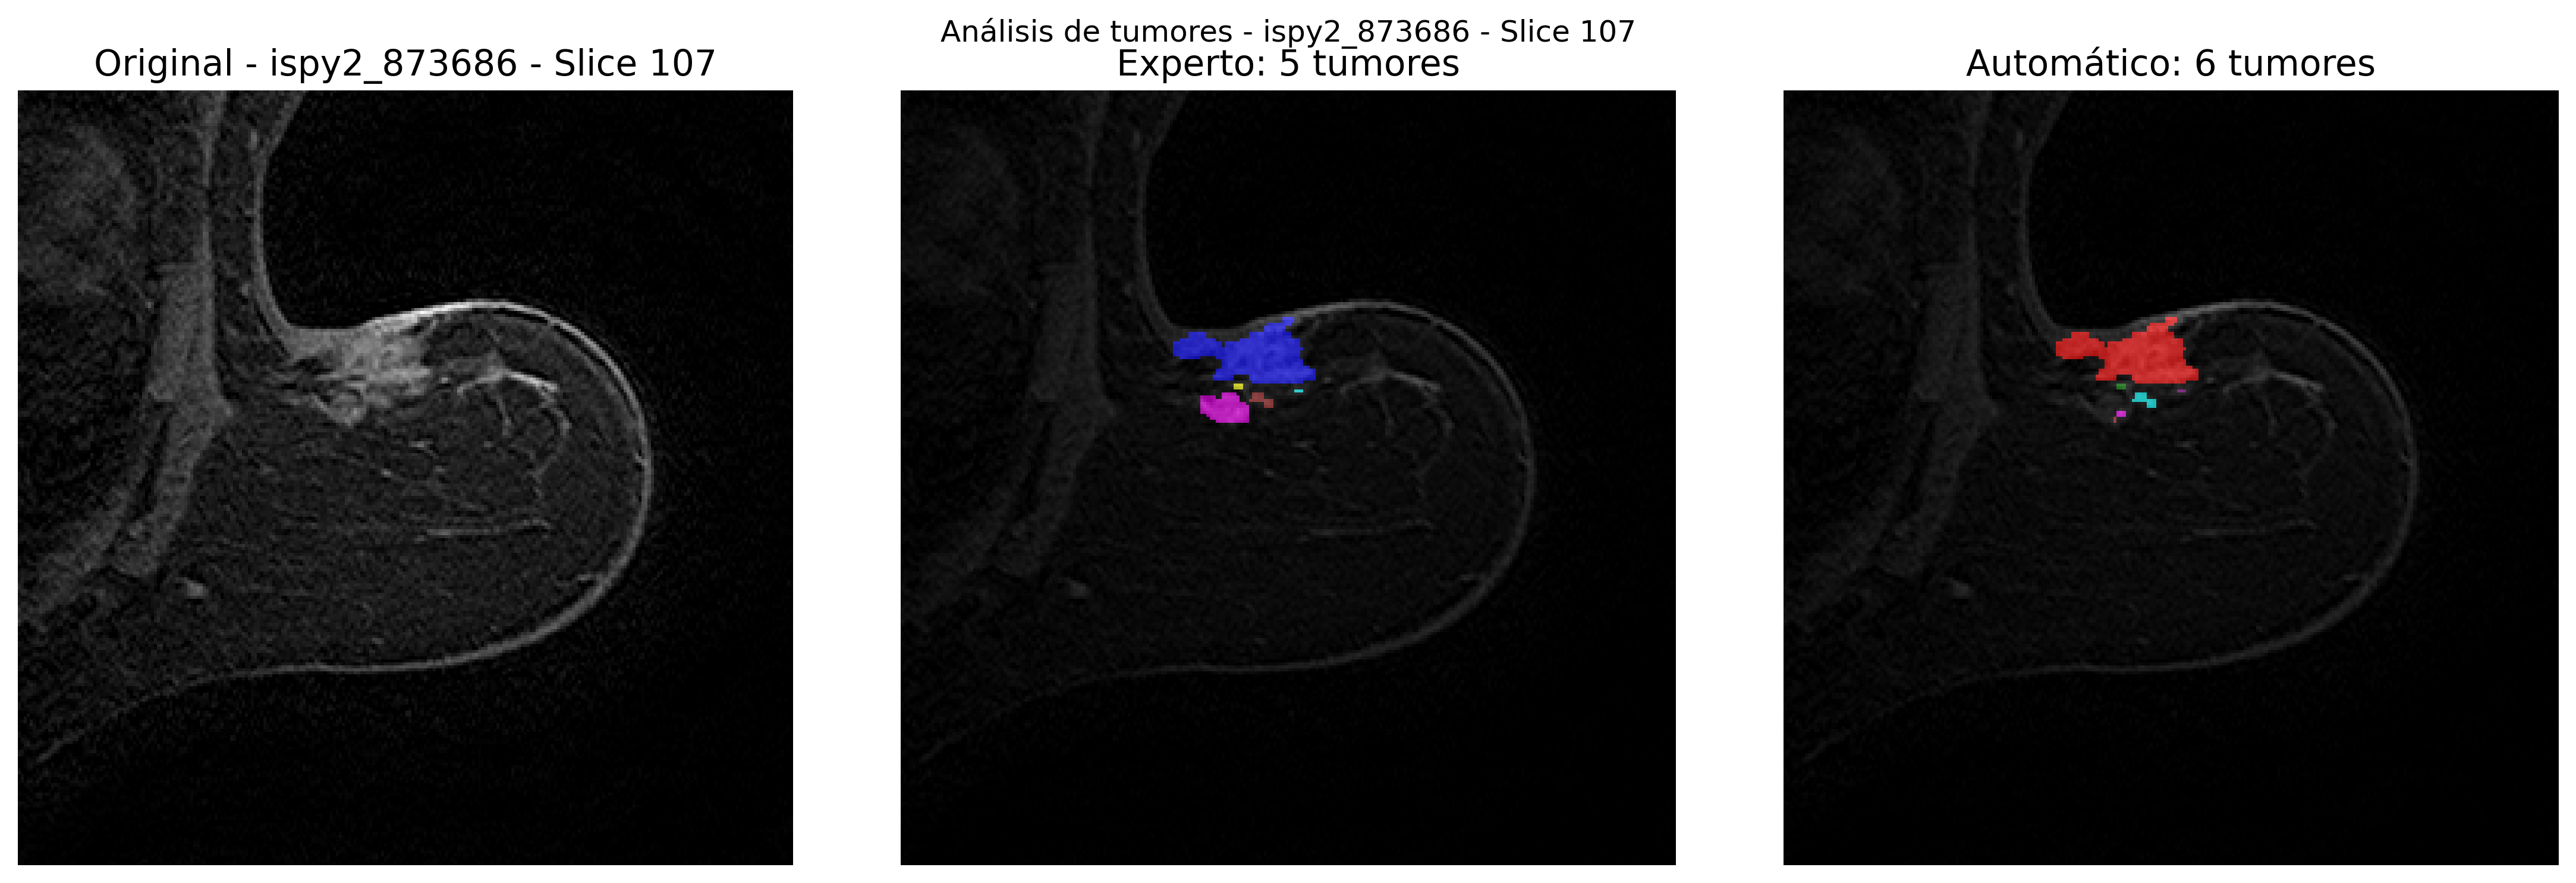 Análisis de tumores - ispy2_873686 - Slice 107
Original - ispy2_873686 - Slice 107
Experto: 5 tumores
Automático: 6 tumores